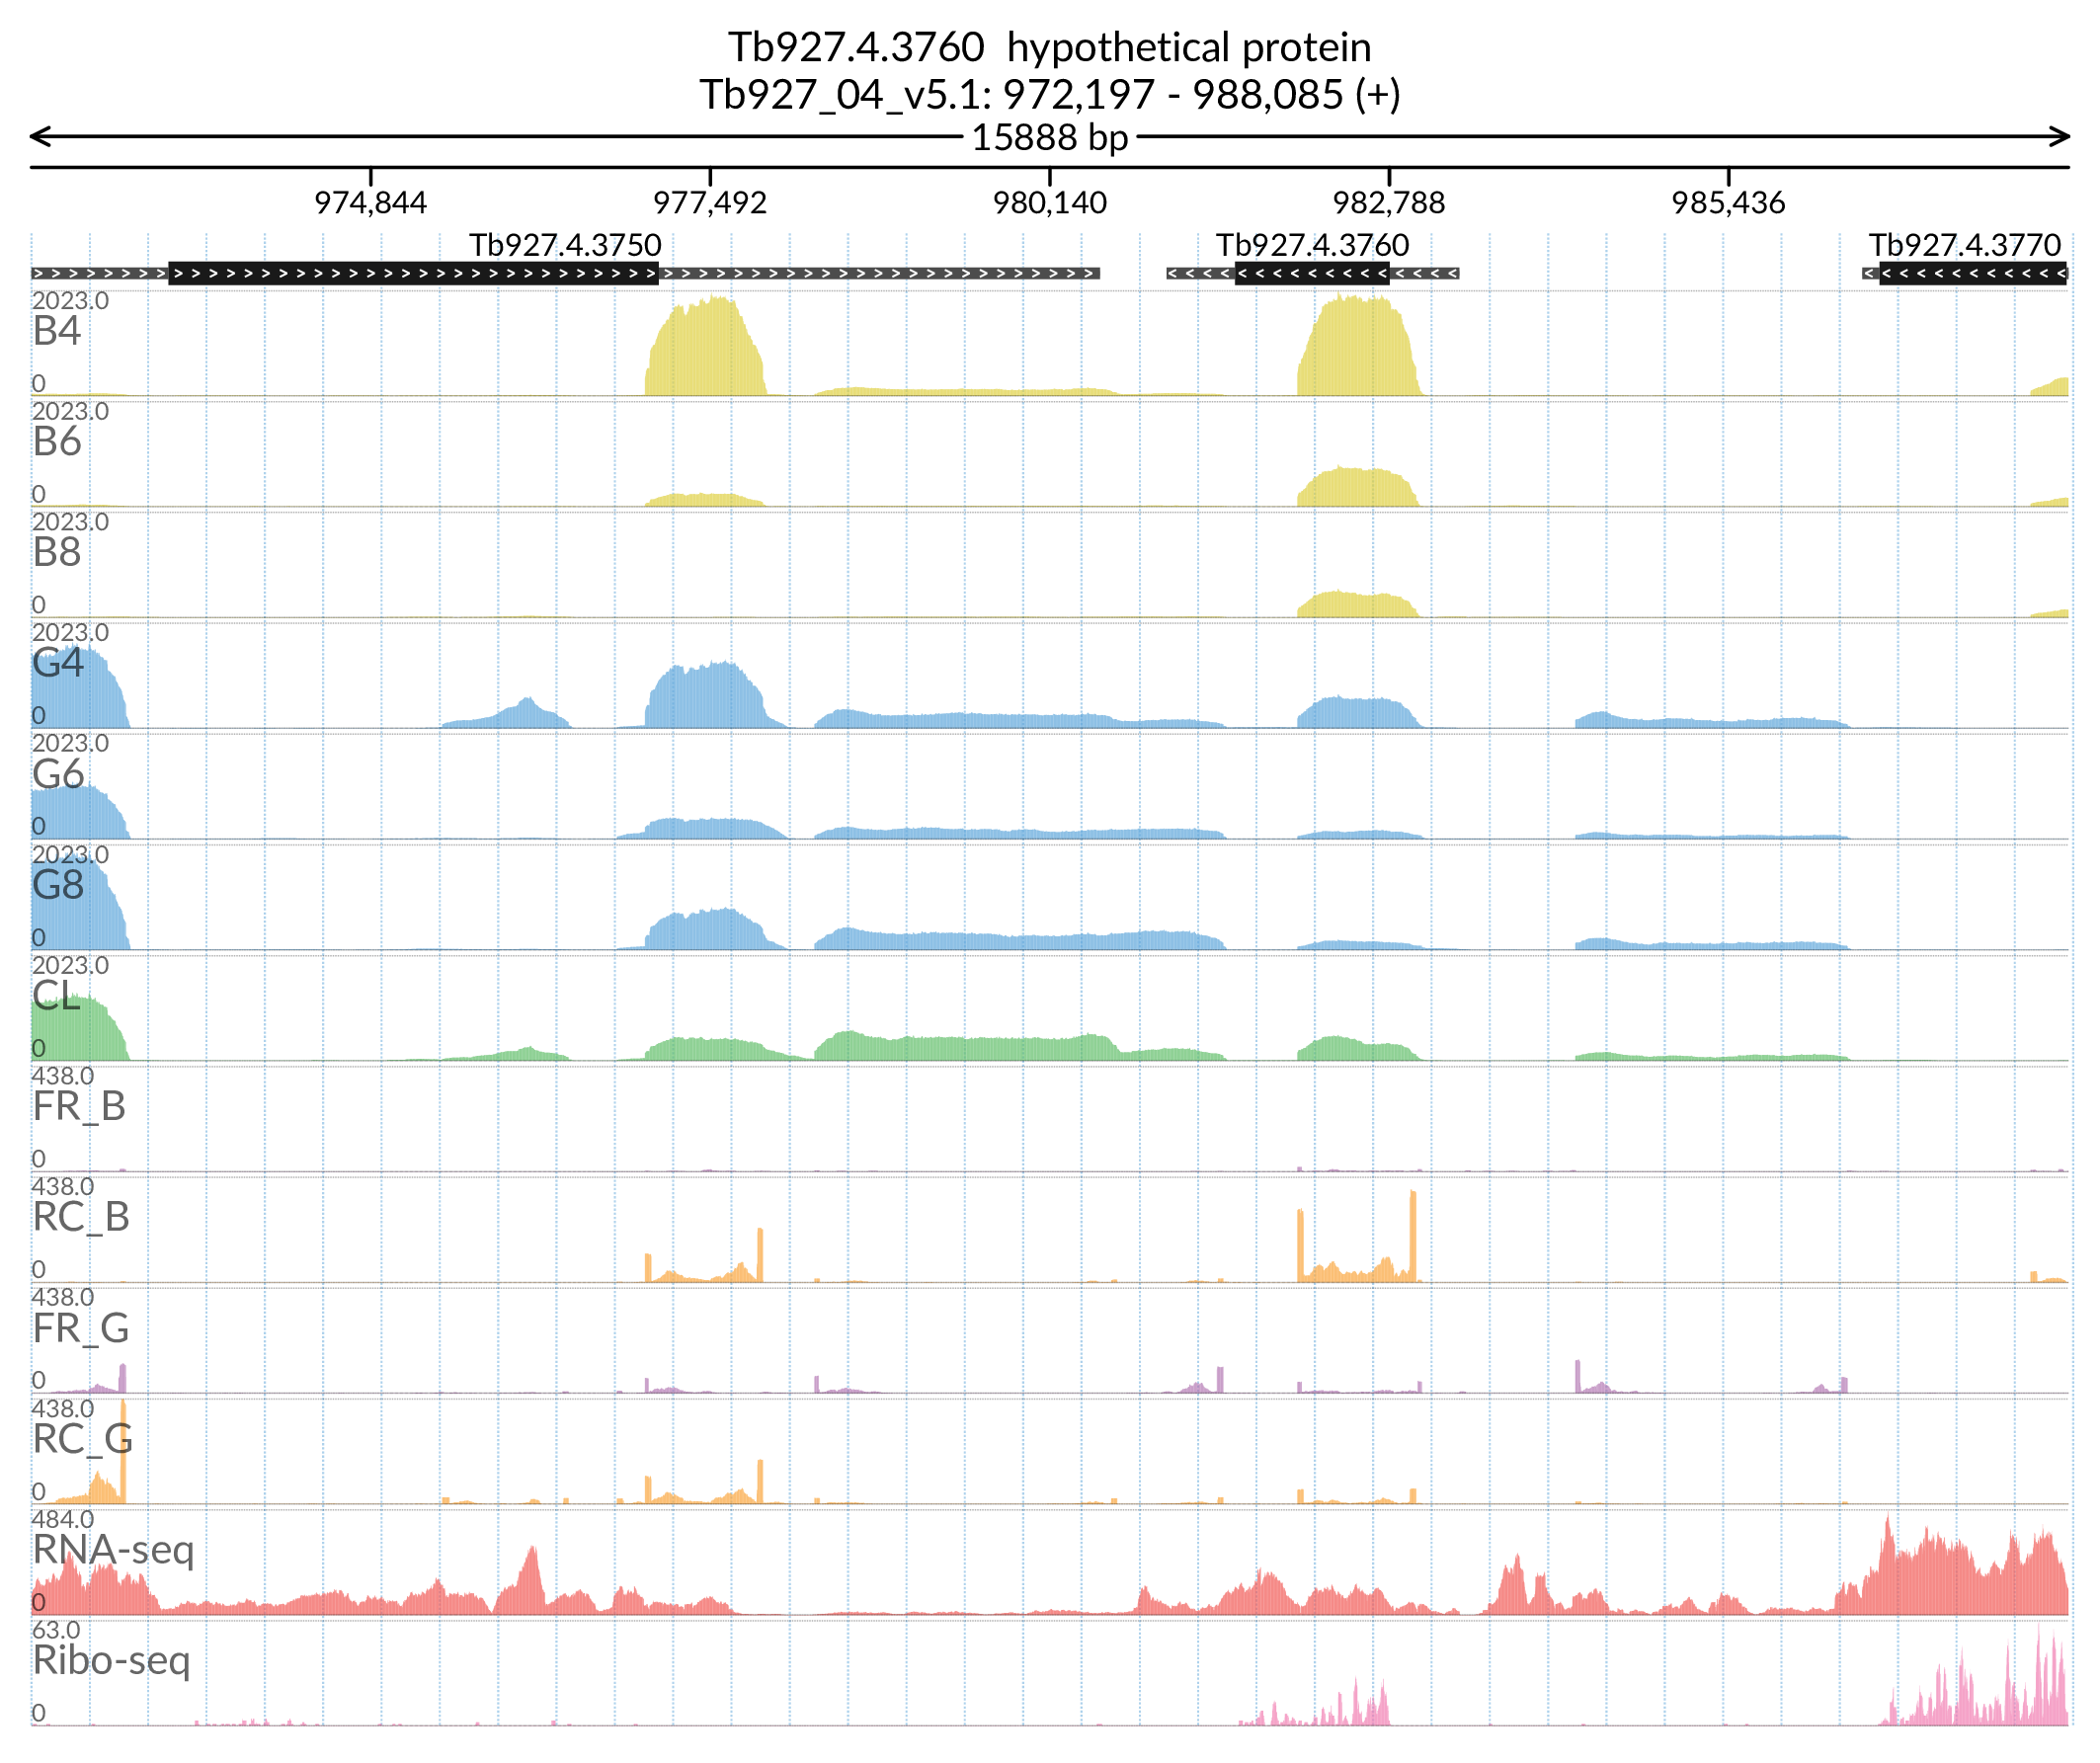 Tb927.4.3760 hypothetical protein
Tb927_04_v5.1: 972,197 - 988,085 (+)
15888 bp
974,844 977,492 980,140 982,788 985,436
Tb927.4.3750 Tb927.4.3760 Tb927.4.3770
2023.0
B4
0
2023.0
B6
0
2023.0
B8
0
2023.0
G4
0
2023.0
G6
0
2023.0
G8
0
2023.0
CL
0
438.0
FR_B
0
438.0
RC_B
0
438.0
FR_G
0
438.0
RC_G
0
484.0
RNA-seq
0
63.0
Ribo-seq
0